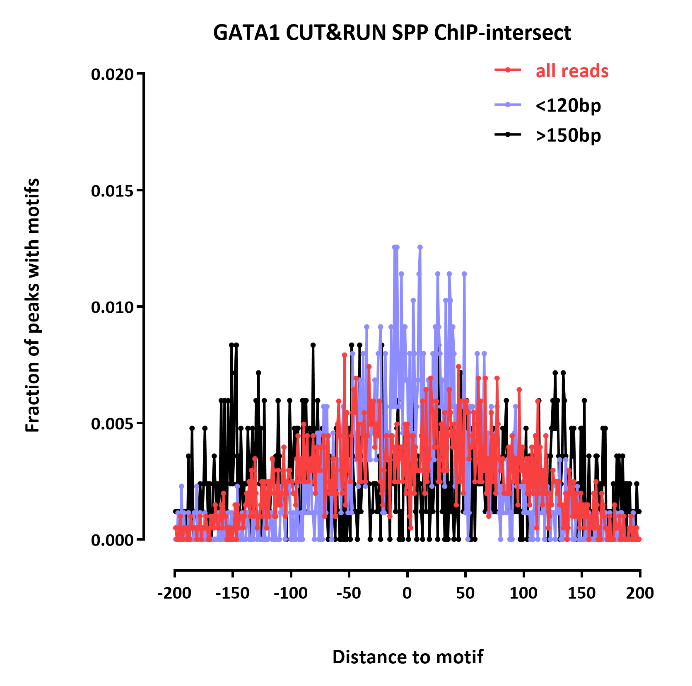 GATA1 CUT&RUN SPP ChIP-intersect
all reads
<120bp
>150bp
Fraction of peaks with motifs
0.020
0.015
0.010
0.005
0.000
-200 -150 -100 -50 0 50 100 150 200
Distance to motif